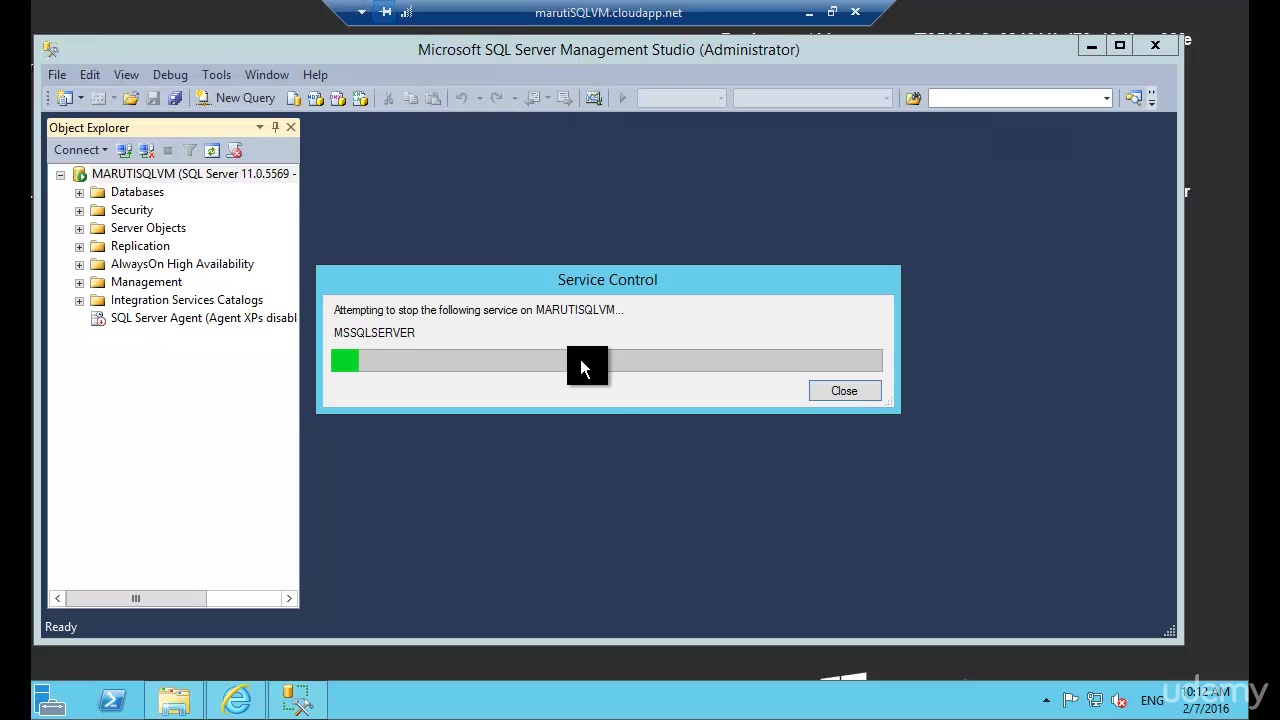 marutiSQLVM.cloudapp.net
Microsoft SQL Server Management Studio (Administrator)
File Edit View Debug Tools Window Help
New Query
Object Explorer
Connect
MARUTISQLVM (SQL Server 11.0.5569 -
Databases
Security
Server Objects
Replication
AlwaysOn High Availability
Management
Integration Services Catalogs
SQL Server Agent (Agent XPs disabl
Service Control
Attempting to stop the following service on MARUTISQLVM...
MSSQLSERVER
Close
Ready
ENG
10:12 AM
2/7/2016
udemy